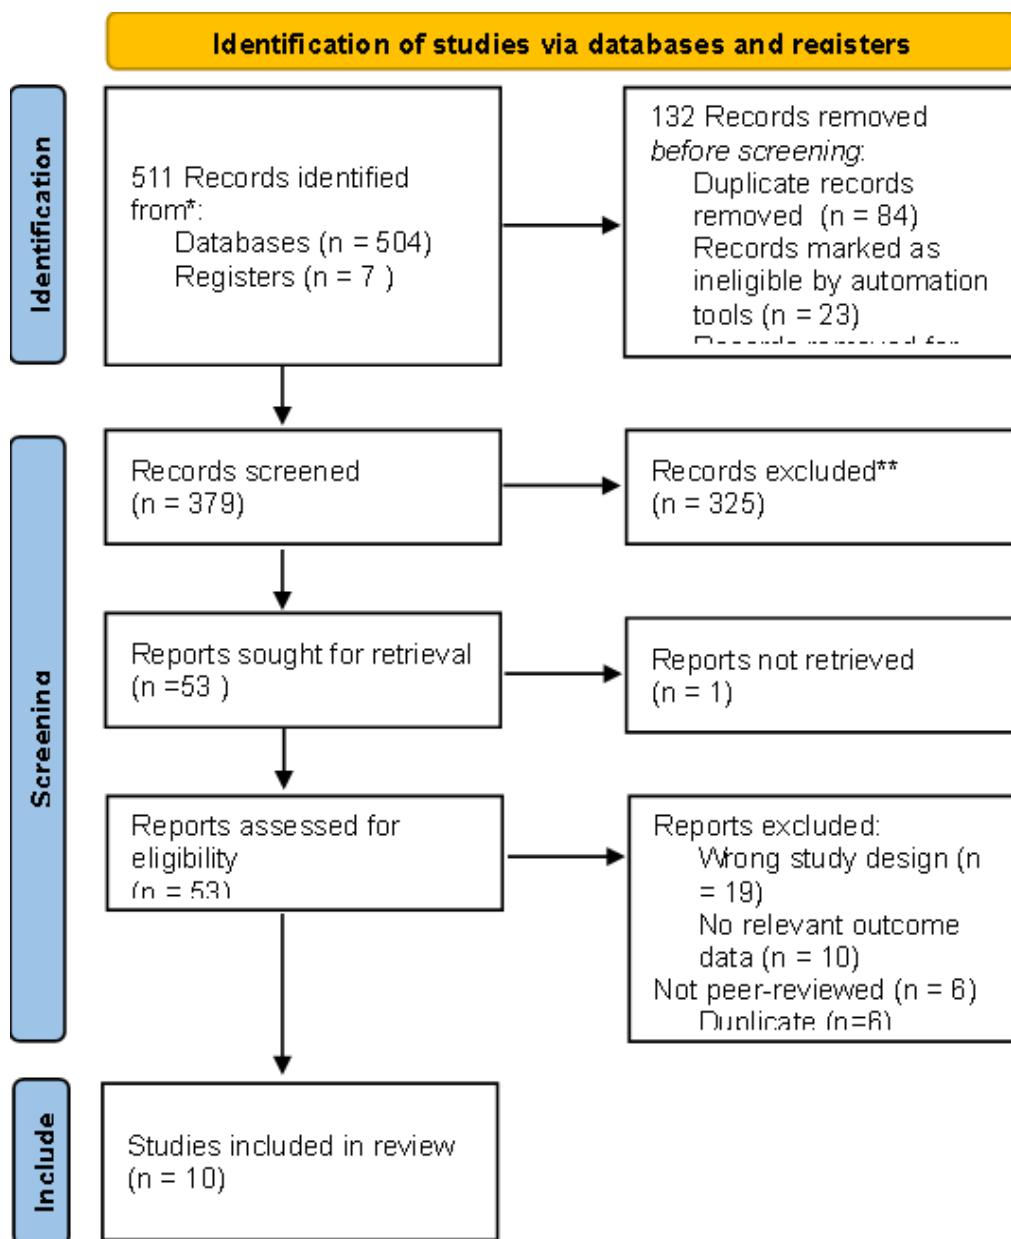 Identification of studies via databases and registers
Identification
511 Records identified
from*:
Databases (n = 504)
Registers (n = 7 )
132 Records removed
before screening:
Duplicate records
removed  (n = 84)
Records marked as
ineligible by automation
tools (n = 23)
Records removed for
Screening
Records screened
(n = 379)
Records excluded**
(n = 325)
Reports sought for retrieval
(n =53 )
Reports not retrieved
(n = 1)
Reports assessed for
eligibility
(n = 53)
Reports excluded:
Wrong study design (n
= 19)
No relevant outcome
data (n = 10)
Not peer-reviewed (n = 6)
Duplicate (n=6)
Include
Studies included in review
(n = 10)